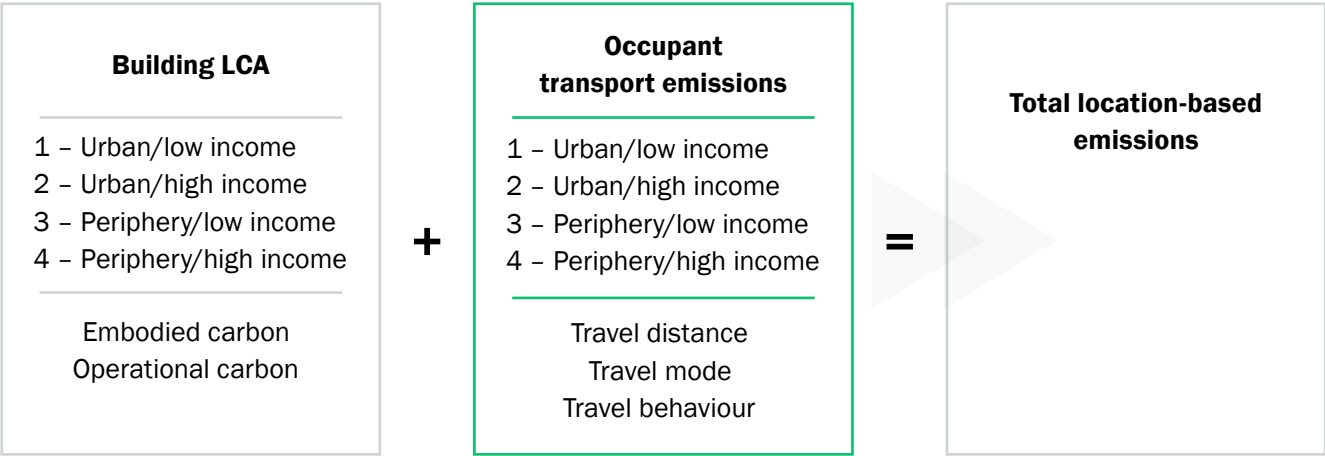 Building LCA
1 – Urban/low income
2 – Urban/high income
3 – Periphery/low income
4 – Periphery/high income
Embodied carbon
Operational carbon
+
Occupant
transport emissions
1 – Urban/low income
2 – Urban/high income
3 – Periphery/low income
4 – Periphery/high income
Travel distance
Travel mode
Travel behaviour
=
Total location-based
emissions